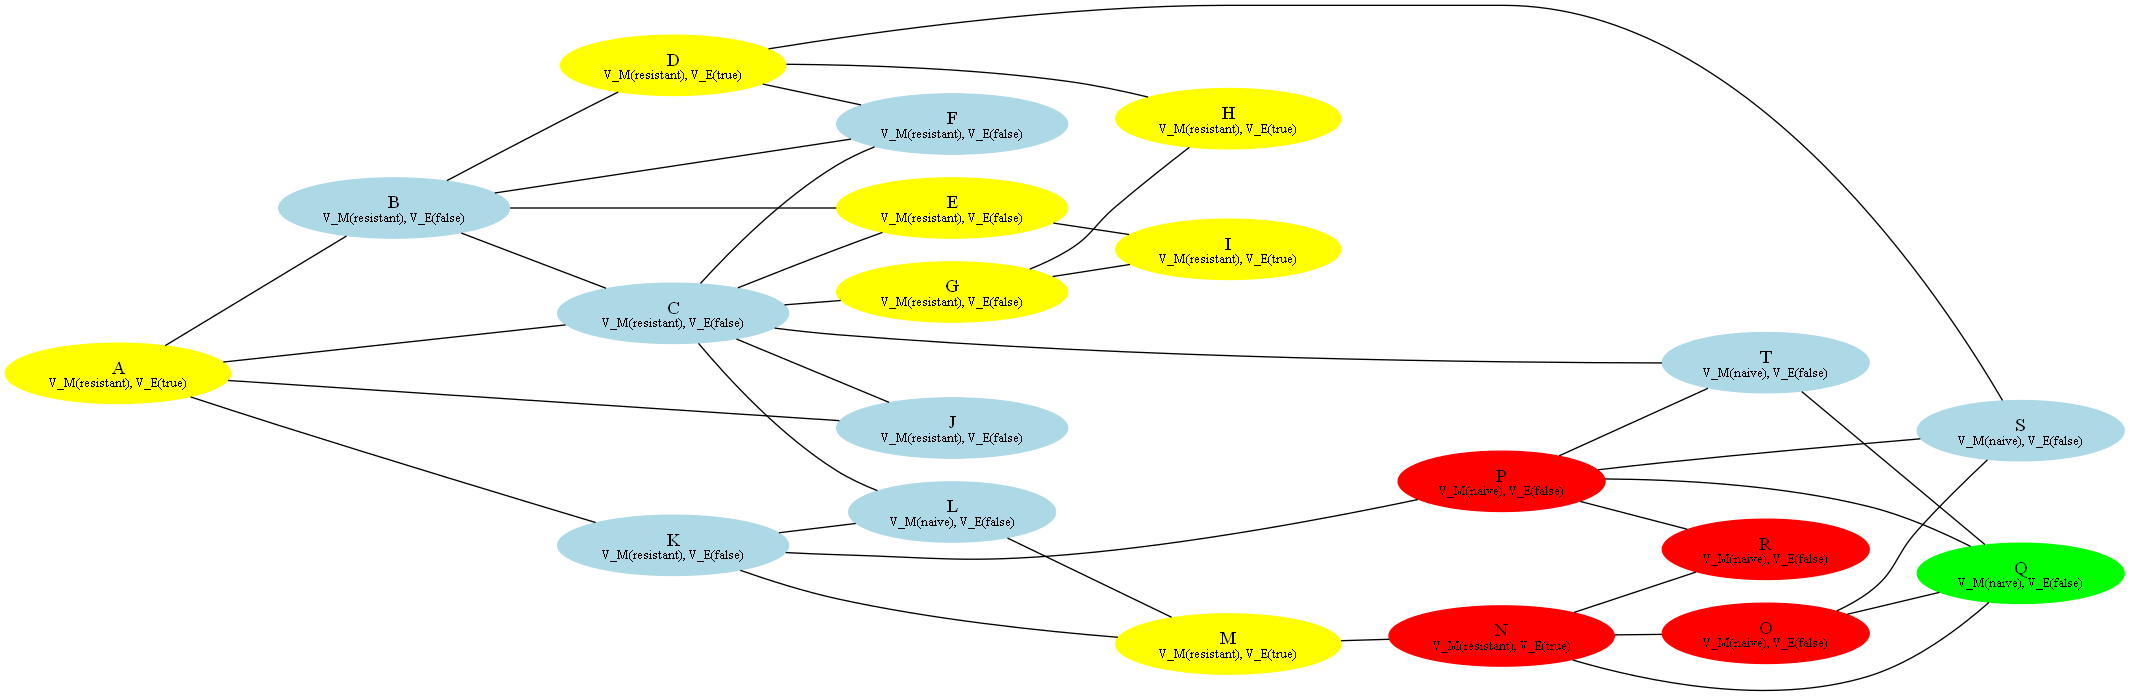 D
V_M(resistant), V_E(true)
F
V_M(resistant), V_E(false)
H
V_M(resistant), V_E(true)
B
V_M(resistant), V_E(false)
E
V_M(resistant), V_E(false)
I
V_M(resistant), V_E(true)
G
V_M(resistant), V_E(false)
C
V_M(resistant), V_E(false)
A
V_M(resistant), V_E(true)
T
V_M(naive), V_E(false)
J
V_M(resistant), V_E(false)
S
V_M(naive), V_E(false)
P
V_M(naive), V_E(false)
L
V_M(naive), V_E(false)
K
V_M(resistant), V_E(false)
R
V_M(naive), V_E(false)
Q
V_M(naive), V_E(false)
M
V_M(resistant), V_E(true)
N
V_M(resistant), V_E(true)
O
V_M(naive), V_E(false)